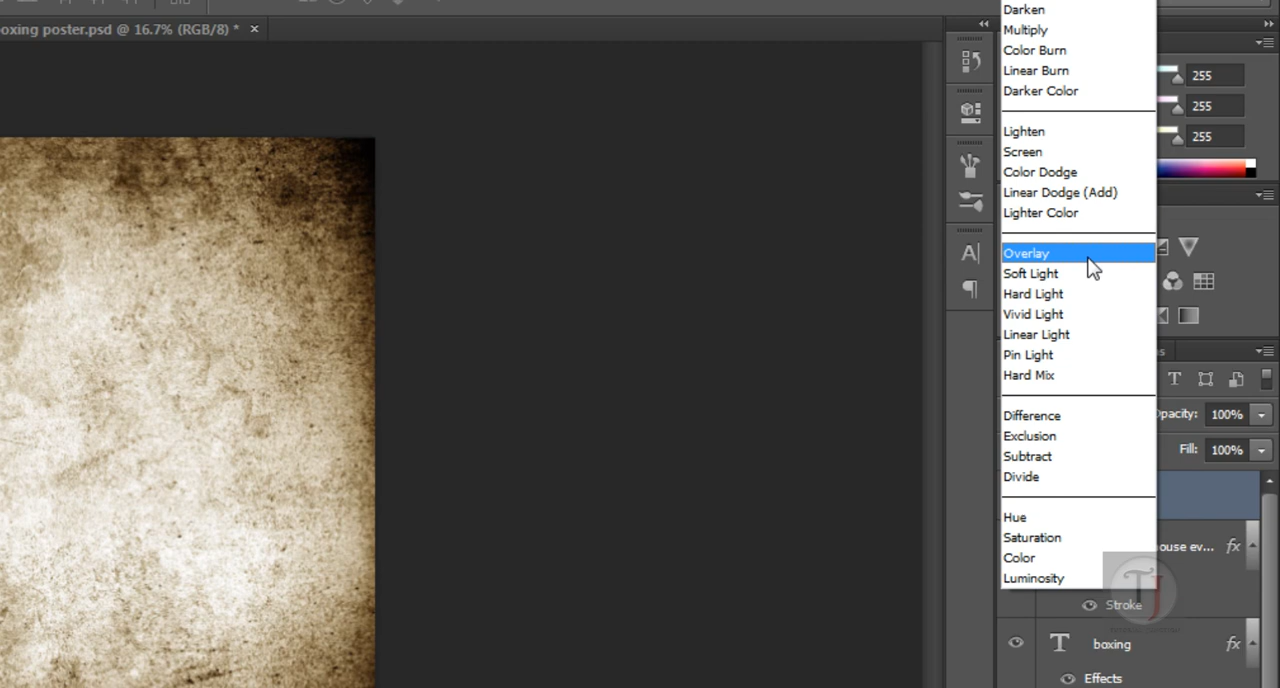 oxing poster.psd @ 16.7% (RGB/8) *
Darken
Multiply
Color Burn
Linear Burn
Darker Color
Lighten
Screen
Color Dodge
Linear Dodge (Add)
Lighter Color
Overlay
Soft Light
Hard Light
Vivid Light
Linear Light
Pin Light
Hard Mix
Difference
Exclusion
Subtract
Divide
Hue
Saturation
Color
Luminosity
255
255
255
Opacity: 100%
Fill: 100%
ouse ev... fx
Stroke
T boxing fx
Effects
TJ